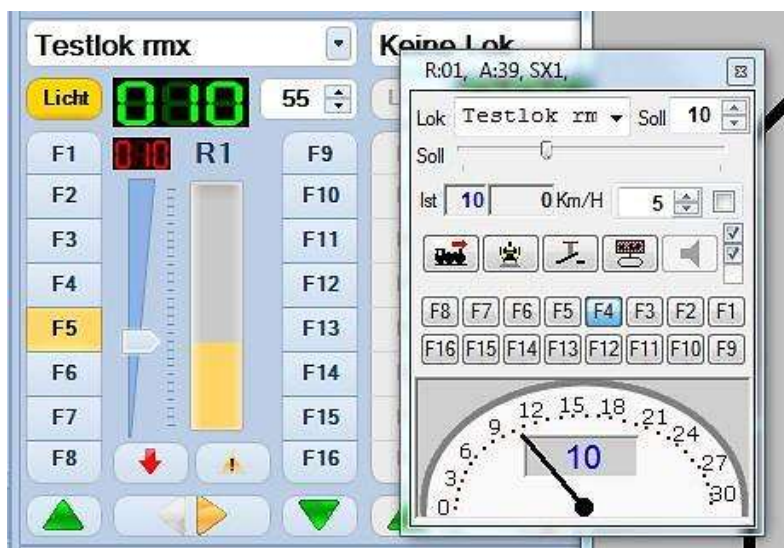 Testlok rmx
Keine Lok
Licht
010
55
F1
010
R1
F9
F2
F10
F3
F11
F4
F12
F5
F13
F6
F14
F7
F15
F8
F16
R:01, A:39, SX1,
Lok Testlok rm Soll 10
Soll
Ist 10 0 Km/H 5
F8 F7 F6 F5 F4 F3 F2 F1
F16 F15 F14 F13 F12 F11 F10 F9
0 3 6 9 12 15 18 21 24 27 30
10